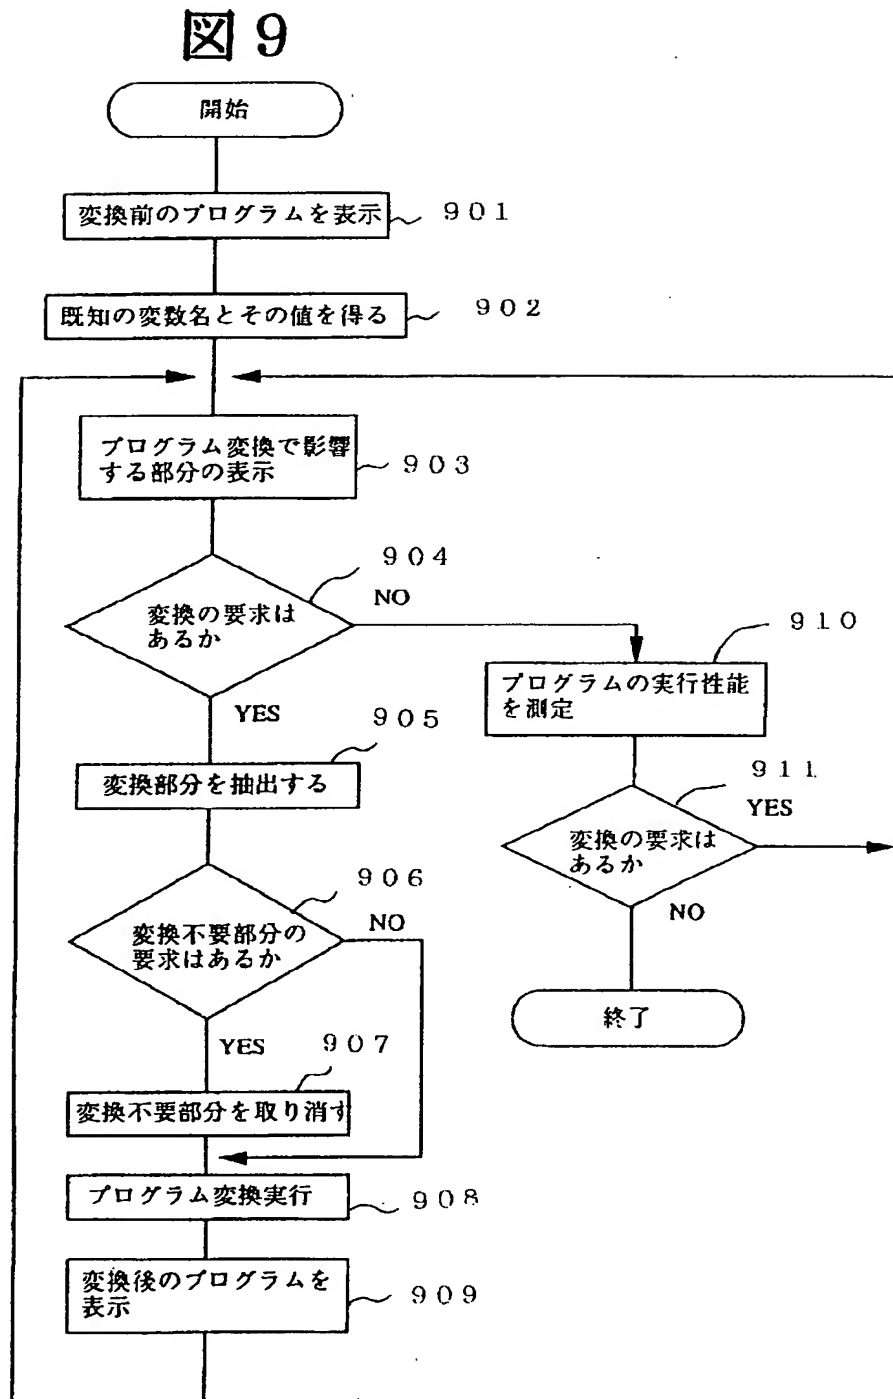 図9
開始
変換前のプログラムを表示
901
既知の変数名とその値を得る
902
プログラム変換で影響
する部分の表示
903
904
変換の要求は
あるか
NO
YES
905
変換部分を抽出する
906
変換不要部分の
要求はあるか
NO
YES
907
変換不要部分を取り消す
プログラム変換実行
908
変換後のプログラムを
表示
909
910
プログラムの実行性能
を測定
911
変換の要求は
あるか
YES
NO
終了